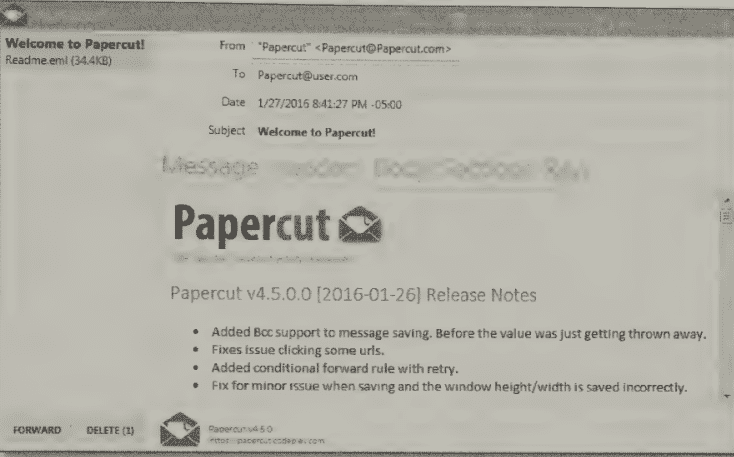 Welcome to Papercut!
Readme.eml (34.4KB)
From "Papercut" <Papercut@Papercut.com>
To Papercut@user.com
Date 1/27/2016 8:41:27 PM -05:00
Subject Welcome to Papercut!
Message
Papercut
Papercut v4.5.0.0 [2016-01-26] Release Notes
• Added Bcc support to message saving. Before the value was just getting thrown away.
• Fixes issue clicking some urls.
• Added conditional forward rule with retry.
• Fix for minor issue when saving and the window height/width is saved incorrectly.
FORWARD DELETE (1)
Papercut v4.5.0